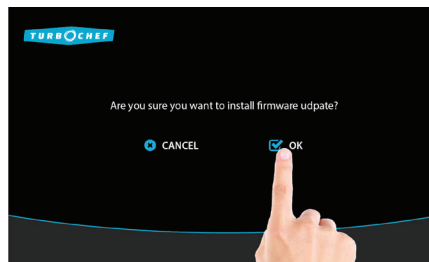 TURBOCHEF
Are you sure you want to install firmware udpate?
CANCEL OK